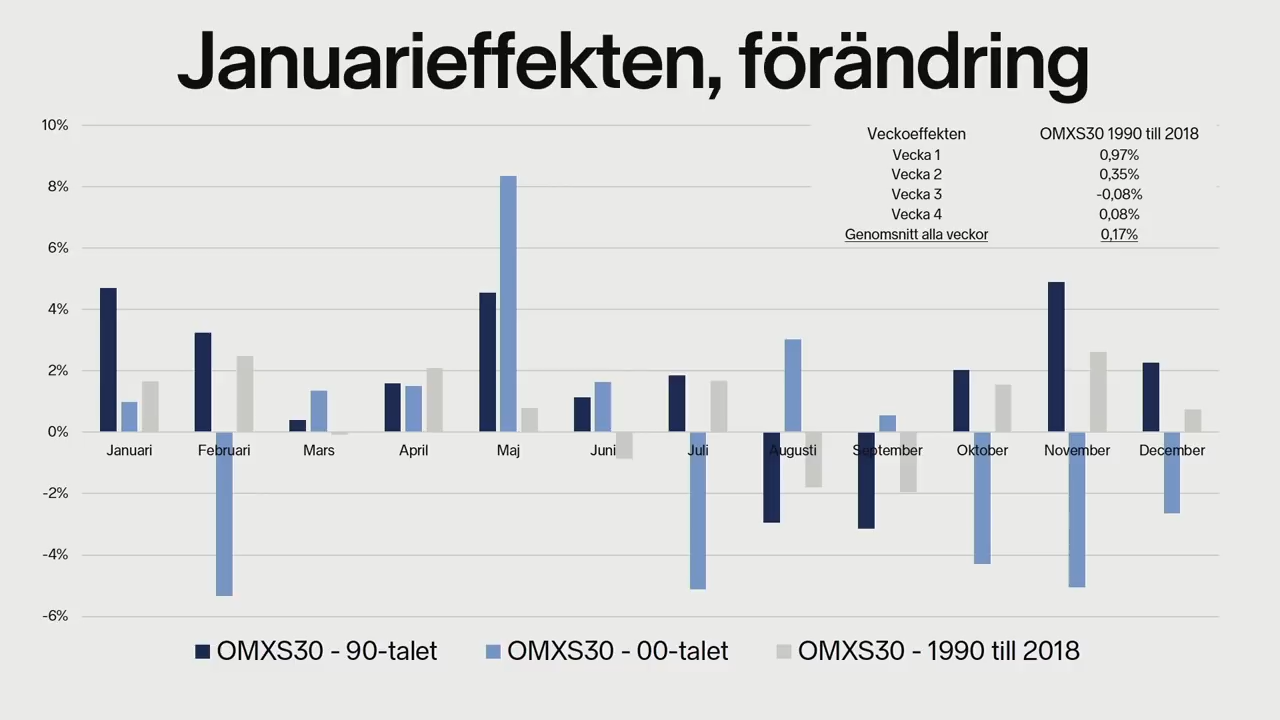 Januarieffekten, förändring
10%
8%
6%
4%
2%
0%
-2%
-4%
-6%
Veckoeffekten OMXS30 1990 till 2018
Vecka 1 0,97%
Vecka 2 0,35%
Vecka 3 -0,08%
Vecka 4 0,08%
Genomsnitt alla veckor 0,17%
Januari Februari Mars April Maj Juni Juli Augusti September Oktober November December
OMXS30 - 90-talet OMXS30 - 00-talet OMXS30 - 1990 till 2018